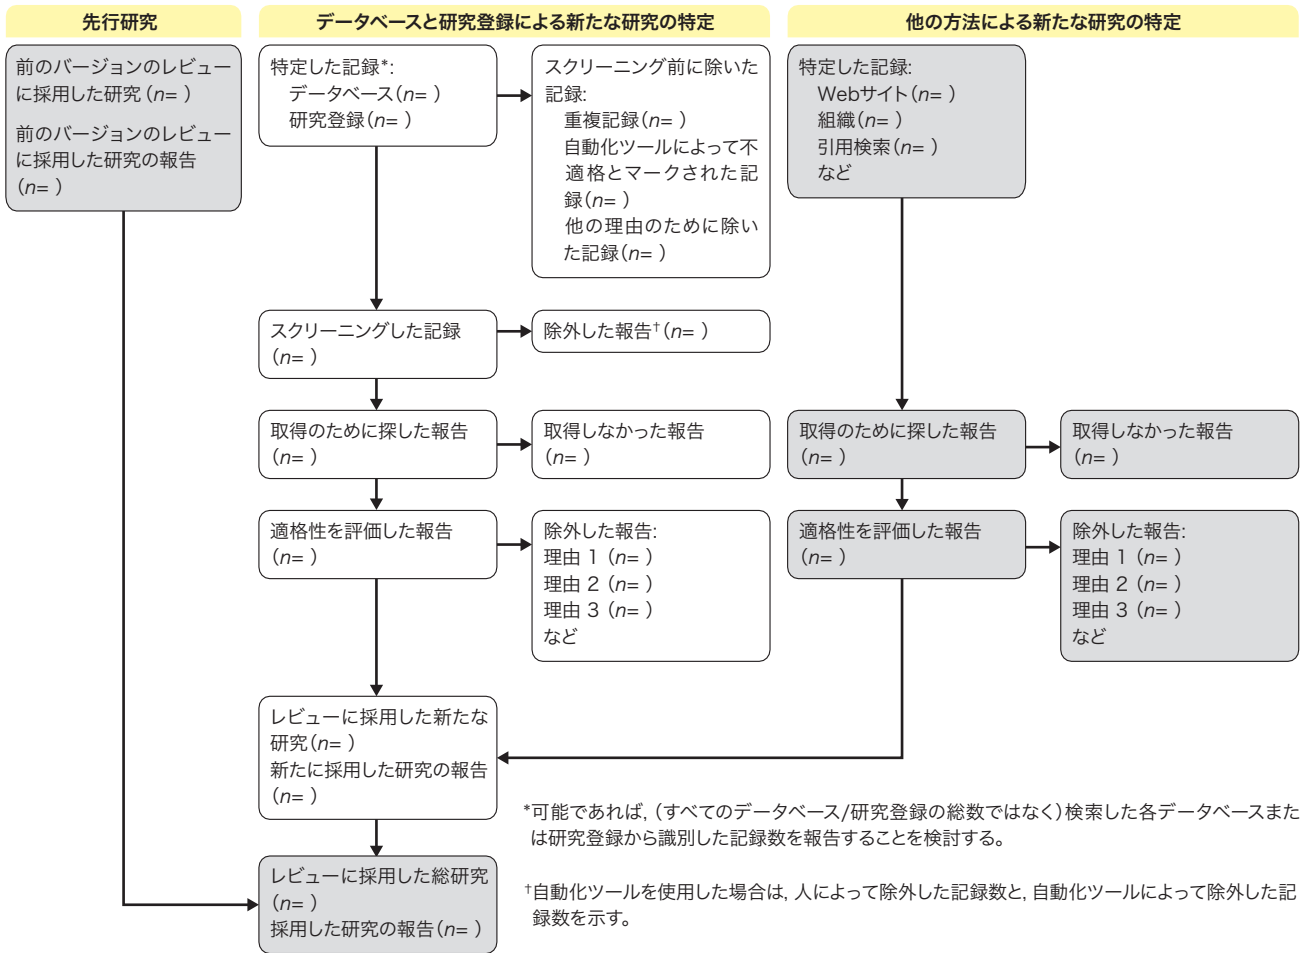 先行研究
データベースと研究登録による新たな研究の特定
他の方法による新たな研究の特定
前のバージョンのレビュー
に採用した研究(n= )
前のバージョンのレビュー
に採用した研究の報告
(n= )
特定した記録*:
データベース(n= )
研究登録(n= )
スクリーニング前に除いた
記録:
重複記録(n= )
自動化ツールによって不
適格とマークされた記
録(n= )
他の理由のために除い
た記録(n= )
特定した記録:
Webサイト(n= )
組織(n= )
引用検索(n= )
など
スクリーニングした記録
(n= )
除外した報告†(n= )
取得のために探した報告
(n= )
取得しなかった報告
(n= )
取得のために探した報告
(n= )
取得しなかった報告
(n= )
適格性を評価した報告
(n= )
除外した報告:
理由 1 (n= )
理由 2 (n= )
理由 3 (n= )
など
適格性を評価した報告
(n= )
除外した報告:
理由 1 (n= )
理由 2 (n= )
理由 3 (n= )
など
レビューに採用した新たな
研究(n= )
新たに採用した研究の報告
(n= )
レビューに採用した総研究
(n= )
採用した研究の報告(n= )
*可能であれば,(すべてのデータベース/研究登録の総数ではなく)検索した各データベースまた
は研究登録から識別した記録数を報告することを検討する。
†自動化ツールを使用した場合は, 人によって除外した記録数と, 自動化ツールによって除外した記
録数を示す。